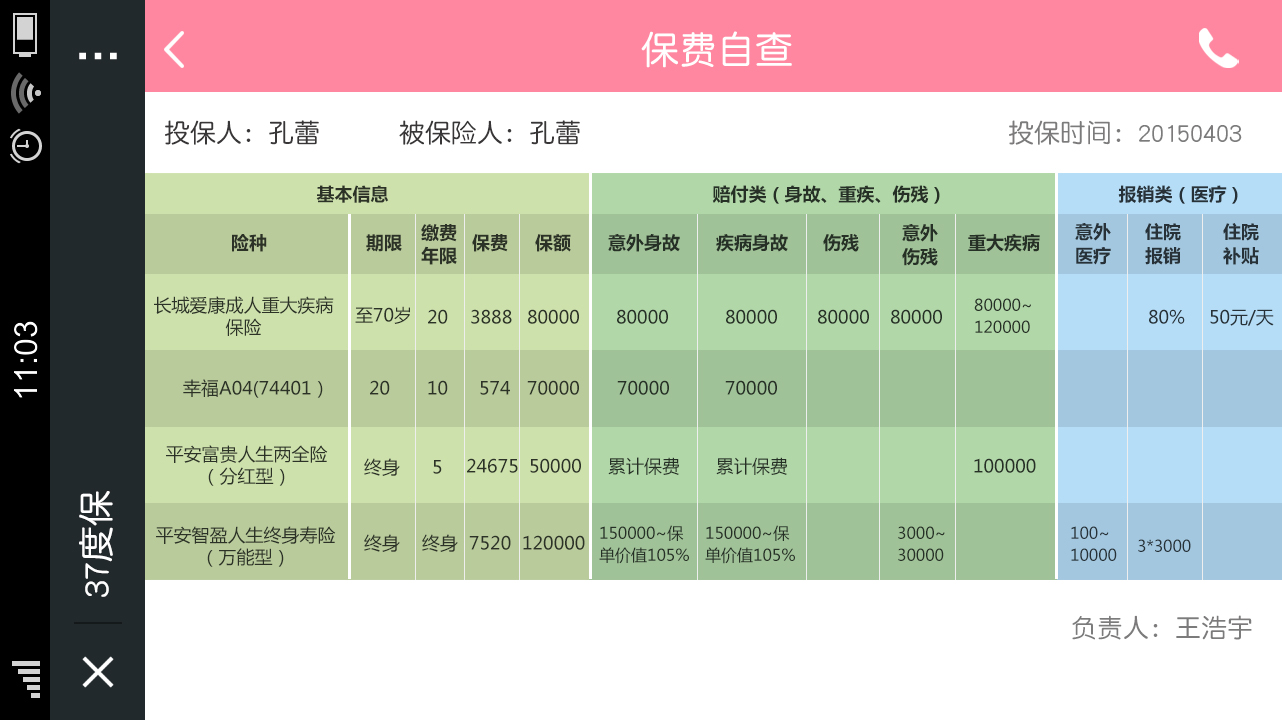 11:03
37度保
保费自查
投保人：孔蕾 被保险人：孔蕾 投保时间：20150403
基本信息 赔付类（身故、重疾、伤残） 报销类（医疗）
险种 期限 缴费年限 保费 保额 意外身故 疾病身故 伤残 意外伤残 重大疾病 意外医疗 住院报销 住院补贴
长城爱康成人重大疾病保险 至70岁 20 3888 80000 80000 80000 80000 80000 80000~120000 80% 50元/天
幸福A04(74401） 20 10 574 70000 70000 70000
平安富贵人生两全险（分红型） 终身 5 24675 50000 累计保费 累计保费 100000
平安智盈人生终身寿险（万能型） 终身 终身 7520 120000 150000~保单价值105% 150000~保单价值105% 3000~30000 100~10000 3*3000
负责人：王浩宇